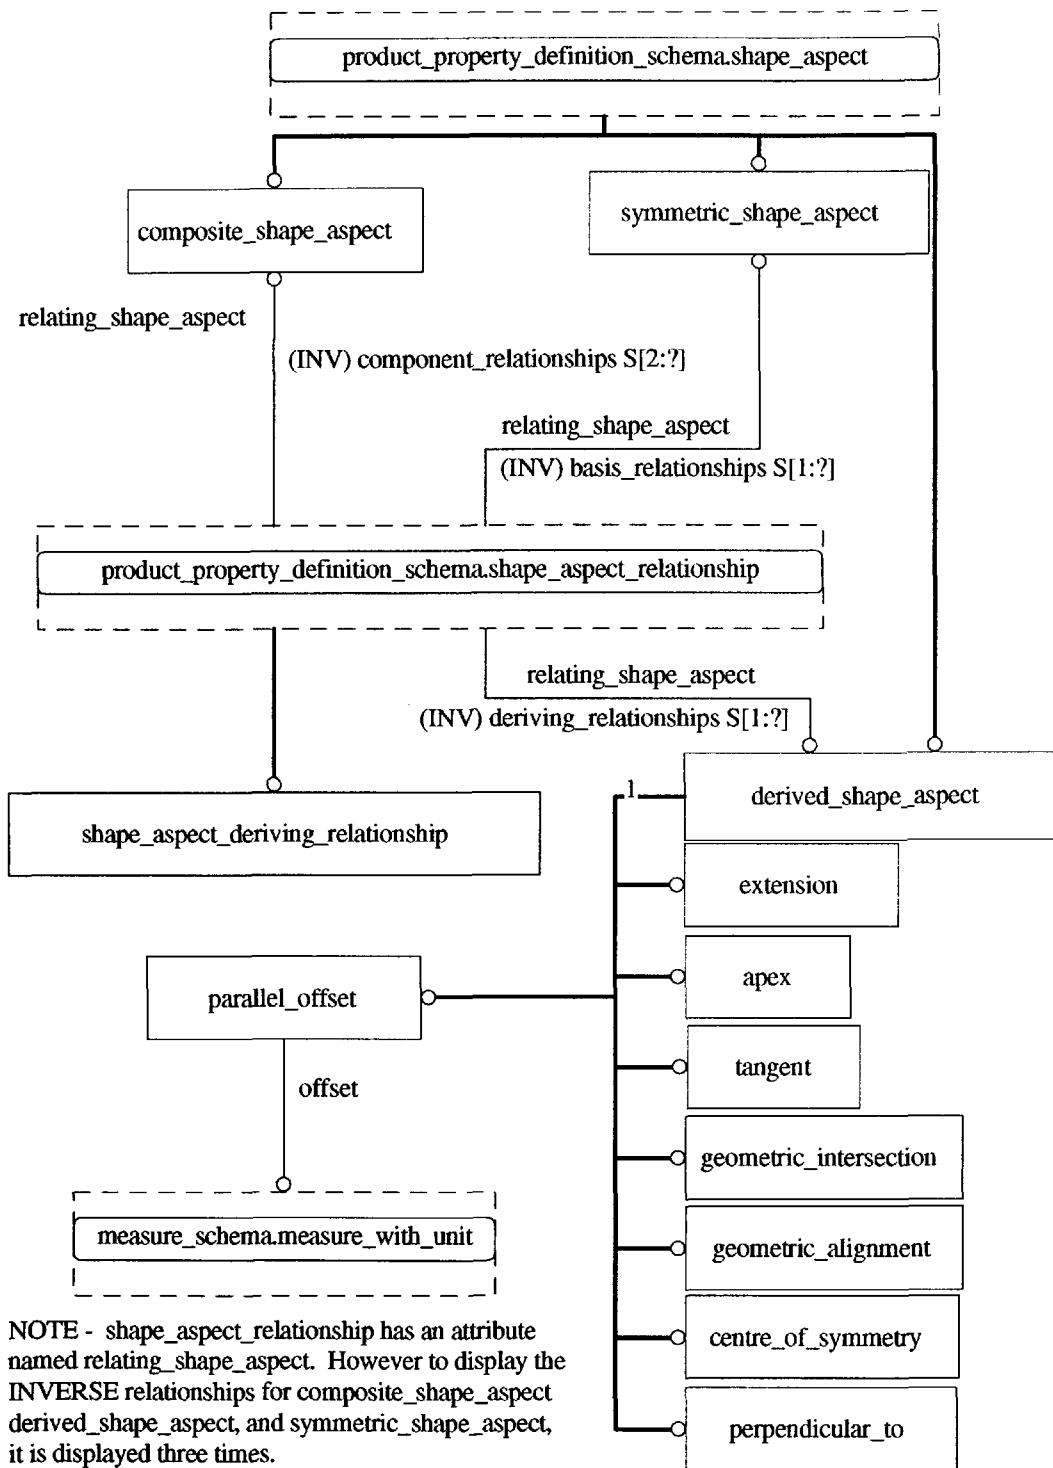 product_property_definition_schema.shape_aspect
composite_shape_aspect
symmetric_shape_aspect
relating_shape_aspect
(INV) component_relationships S[2:?]
relating_shape_aspect
(INV) basis_relationships S[1:?]
product_property_definition_schema.shape_aspect_relationship
relating_shape_aspect
(INV) deriving_relationships S[1:?]
1
derived_shape_aspect
shape_aspect_deriving_relationship
extension
apex
parallel_offset
tangent
offset
geometric_intersection
measure_schema.measure_with_unit
geometric_alignment
centre_of_symmetry
perpendicular_to
NOTE - shape_aspect_relationship has an attribute
named relating_shape_aspect. However to display the
INVERSE relationships for composite_shape_aspect
derived_shape_aspect, and symmetric_shape_aspect,
it is displayed three times.